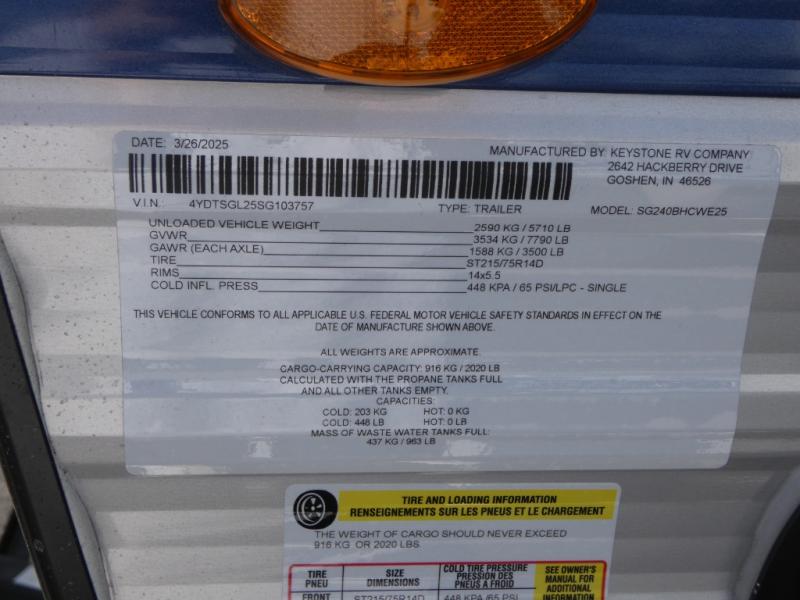 DATE: 3/26/2025
MANUFACTURED BY: KEYSTONE RV COMPANY
2642 HACKBERRY DRIVE
GOSHEN, IN 46526
V.I.N.: 4YDTSGL25SG103757 TYPE: TRAILER MODEL: SG240BHCWE25
UNLOADED VEHICLE WEIGHT 2590 KG / 5710 LB
GVWR 3534 KG / 7790 LB
GAWR (EACH AXLE) 1588 KG / 3500 LB
TIRE ST215/75R14D
RIMS 14x5.5
COLD INFL. PRESS 448 KPA / 65 PSI/LPC - SINGLE
THIS VEHICLE CONFORMS TO ALL APPLICABLE U.S. FEDERAL MOTOR VEHICLE SAFETY STANDARDS IN EFFECT ON THE
DATE OF MANUFACTURE SHOWN ABOVE.
ALL WEIGHTS ARE APPROXIMATE.
CARGO-CARRYING CAPACITY: 916 KG / 2020 LB
CALCULATED WITH THE PROPANE TANKS FULL
AND ALL OTHER TANKS EMPTY.
CAPACITIES:
COLD: 203 KG HOT: 0 KG
COLD: 448 LB HOT: 0 LB
MASS OF WASTE WATER TANKS FULL:
437 KG / 963 LB
TIRE AND LOADING INFORMATION
RENSEIGNEMENTS SUR LES PNEUS ET LE CHARGEMENT
THE WEIGHT OF CARGO SHOULD NEVER EXCEED
916 KG OR 2020 LBS.
TIRE
PNEU
SIZE
DIMENSIONS
COLD TIRE PRESSURE
PRESSION DES
PNEUS A FROID
SEE OWNER'S
MANUAL FOR
ADDITIONAL
INFORMATION
FRONT ST215/75R14D 448 KPA /65 PSI